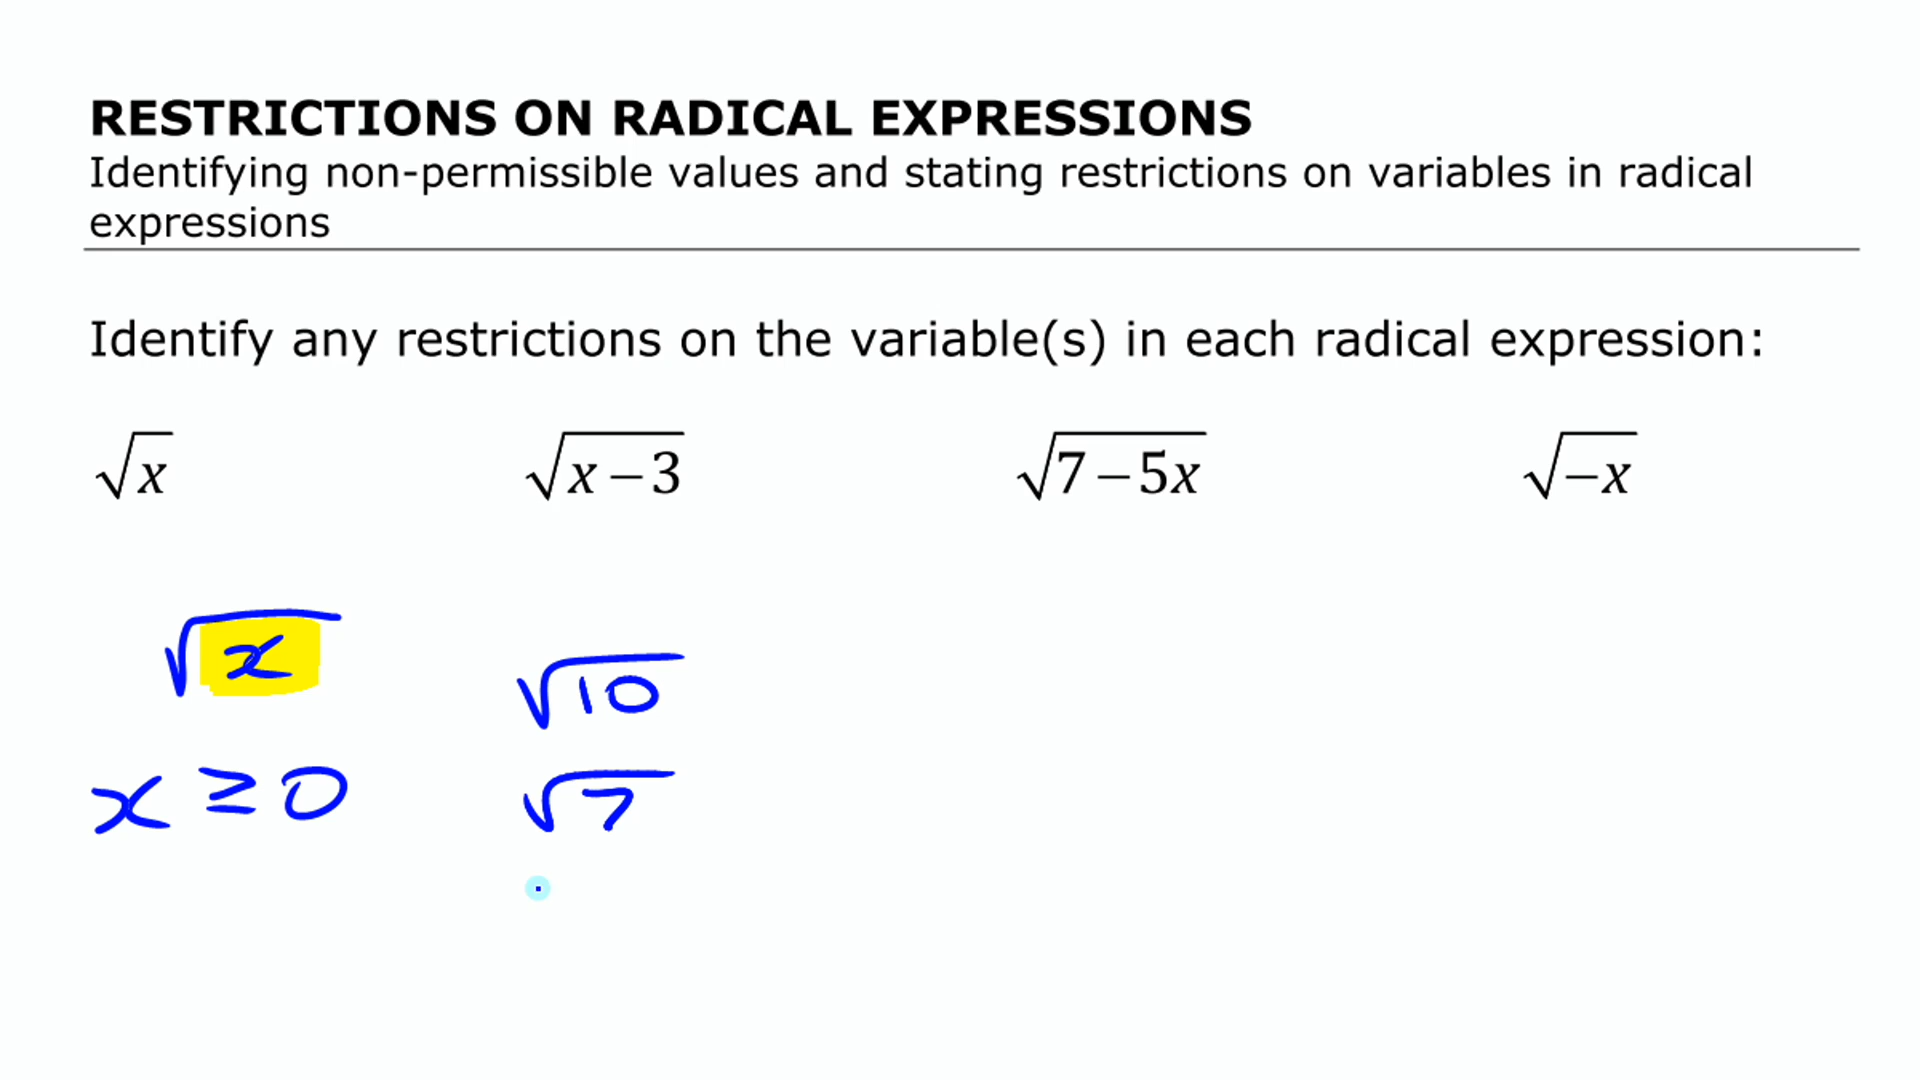 RESTRICTIONS ON RADICAL EXPRESSIONS
Identifying non-permissible values and stating restrictions on variables in radical
expressions
Identify any restrictions on the variable(s) in each radical expression:
√x √(x – 3) √(7 – 5x) √(–x)
√x
√10
x ≥ 0
√7